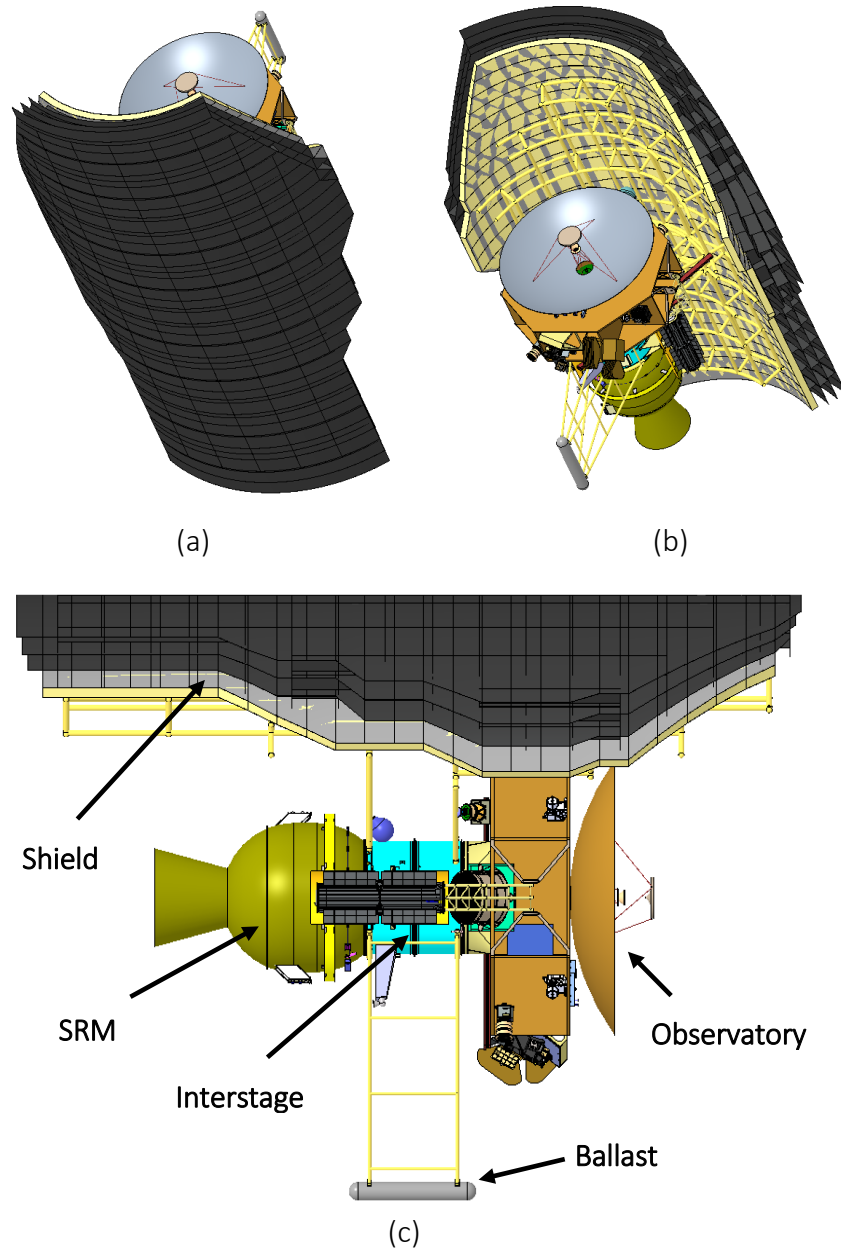 (a)
(b)
Shield
SRM
Observatory
Interstage
Ballast
(c)